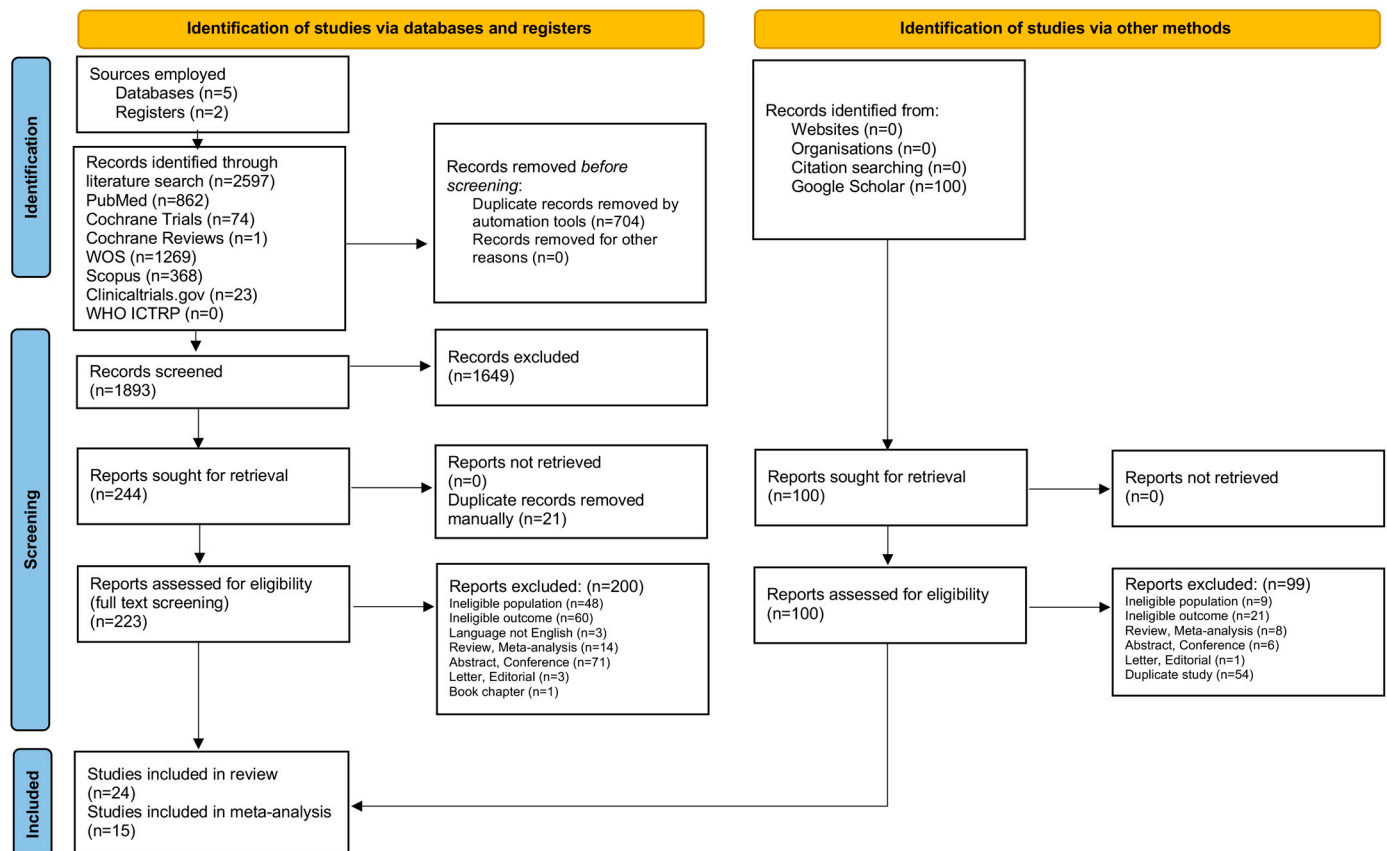 Identification of studies via databases and registers
Identification of studies via other methods
Identification
Sources employed
Databases (n=5)
Registers (n=2)
Records identified through
literature search (n=2597)
PubMed (n=862)
Cochrane Trials (n=74)
Cochrane Reviews (n=1)
WOS (n=1269)
Scopus (n=368)
Clinicaltrials.gov (n=23)
WHO ICTRP (n=0)
Records removed before
screening:
Duplicate records removed by
automation tools (n=704)
Records removed for other
reasons (n=0)
Records identified from:
Websites (n=0)
Organisations (n=0)
Citation searching (n=0)
Google Scholar (n=100)
Screening
Records screened
(n=1893)
Records excluded
(n=1649)
Reports sought for retrieval
(n=244)
Reports not retrieved
(n=0)
Duplicate records removed
manually (n=21)
Reports sought for retrieval
(n=100)
Reports not retrieved
(n=0)
Reports assessed for eligibility
(full text screening)
(n=223)
Reports excluded: (n=200)
Ineligible population (n=48)
Ineligible outcome (n=60)
Language not English (n=3)
Review, Meta-analysis (n=14)
Abstract, Conference (n=71)
Letter, Editorial (n=3)
Book chapter (n=1)
Reports assessed for eligibility
(n=100)
Reports excluded: (n=99)
Ineligible population (n=9)
Ineligible outcome (n=21)
Review, Meta-analysis (n=8)
Abstract, Conference (n=6)
Letter, Editorial (n=1)
Duplicate study (n=54)
Included
Studies included in review
(n=24)
Studies included in meta-analysis
(n=15)